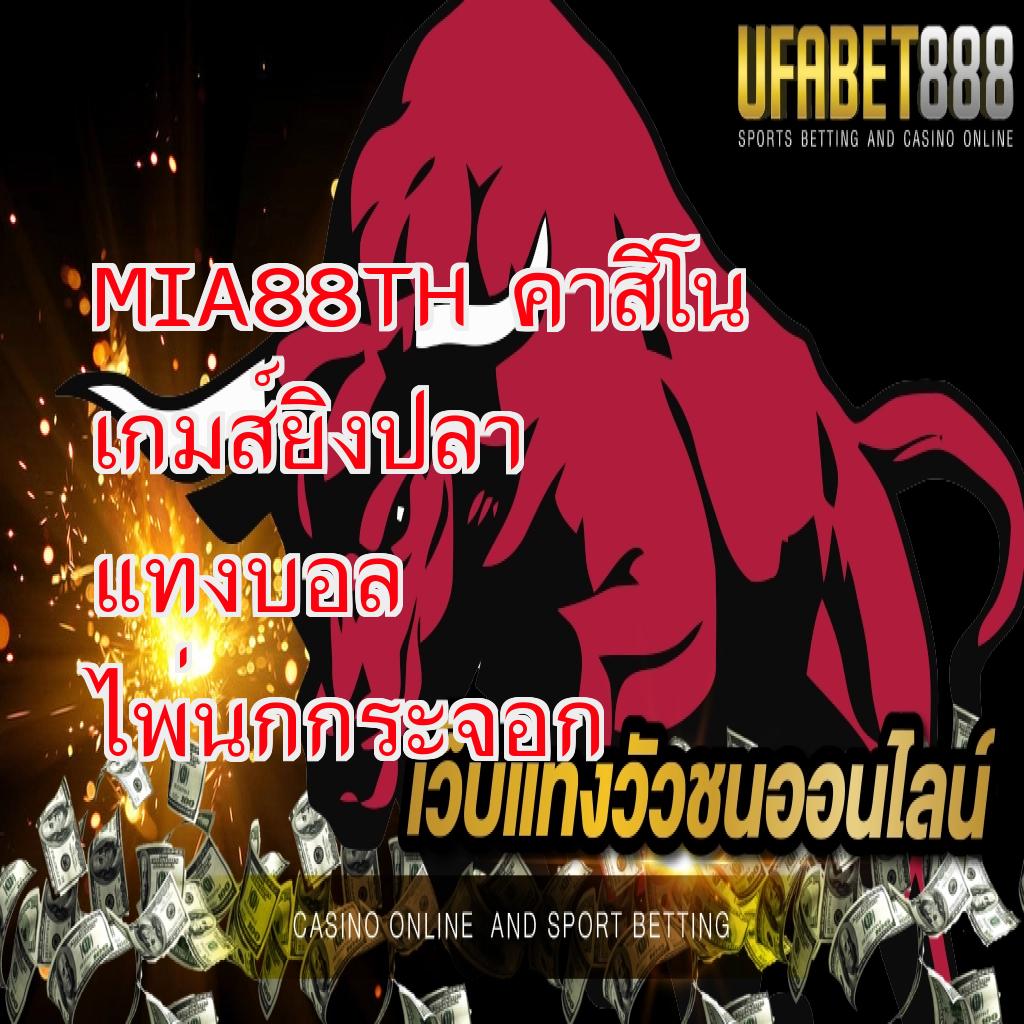 UFABET888
SPORTS BETTING AND CASINO ONLINE
MIA88TH คาสิโน
เกมส์ยิงปลา
แทงบอล
ไพ่นกกระจอก
เว็บแทงวัวชนออนไลน์
CASINO ONLINE AND SPORT BETTING